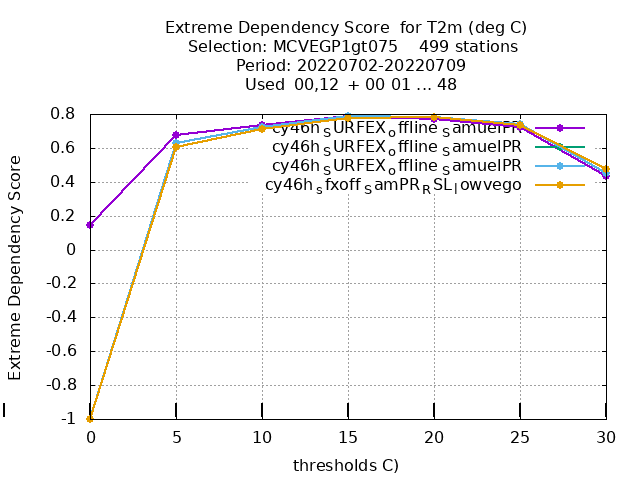 Extreme Dependency Score  for T2m (deg C)
Selection: MCVEGP1gt075    499 stations
Period: 20220702-20220709
Used  00,12  + 00 01 ... 48
cy46h_SURFEX_offline_SamuelPR
cy46h_SURFEX_offline_SamuelPR
cy46h_SURFEX_offline_SamuelPR
cy46h_sfxoff_SamPR_RSL_lowvego
0.8
0.6
0.4
0.2
0
-0.2
-0.4
-0.6
-0.8
-1
Extreme Dependency Score
0 5 10 15 20 25 30
thresholds C)